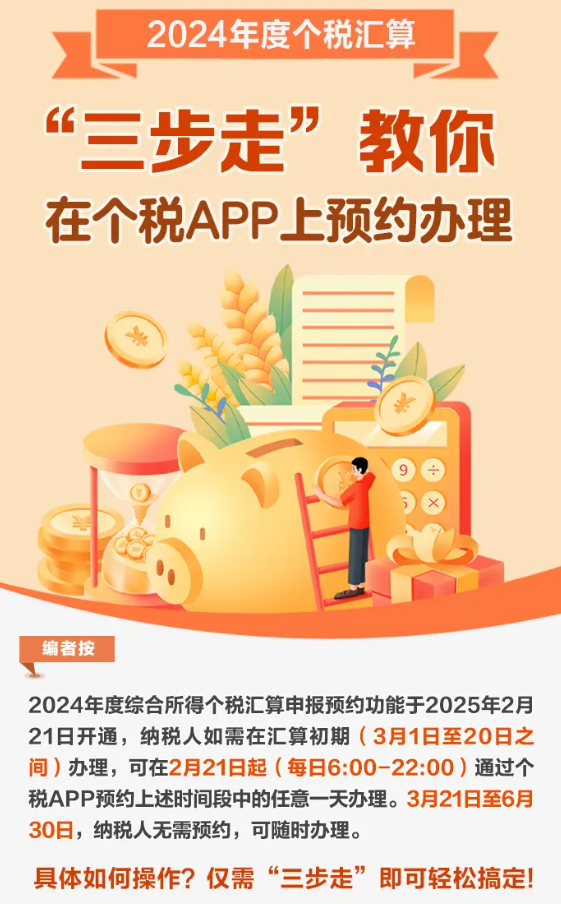 2024年度个税汇算
“三步走”教你
在个税APP上预约办理
9 ÷
5 ×
编者按
2024年度综合所得个税汇算申报预约功能于2025年2月
21日开通，纳税人如需在汇算初期（3月1日至20日之
间）办理，可在2月21日起（每日6:00-22:00）通过个
税APP预约上述时间段中的任意一天办理。3月21日至6月
30日，纳税人无需预约，可随时办理。
具体如何操作？仅需“三步走”即可轻松搞定！